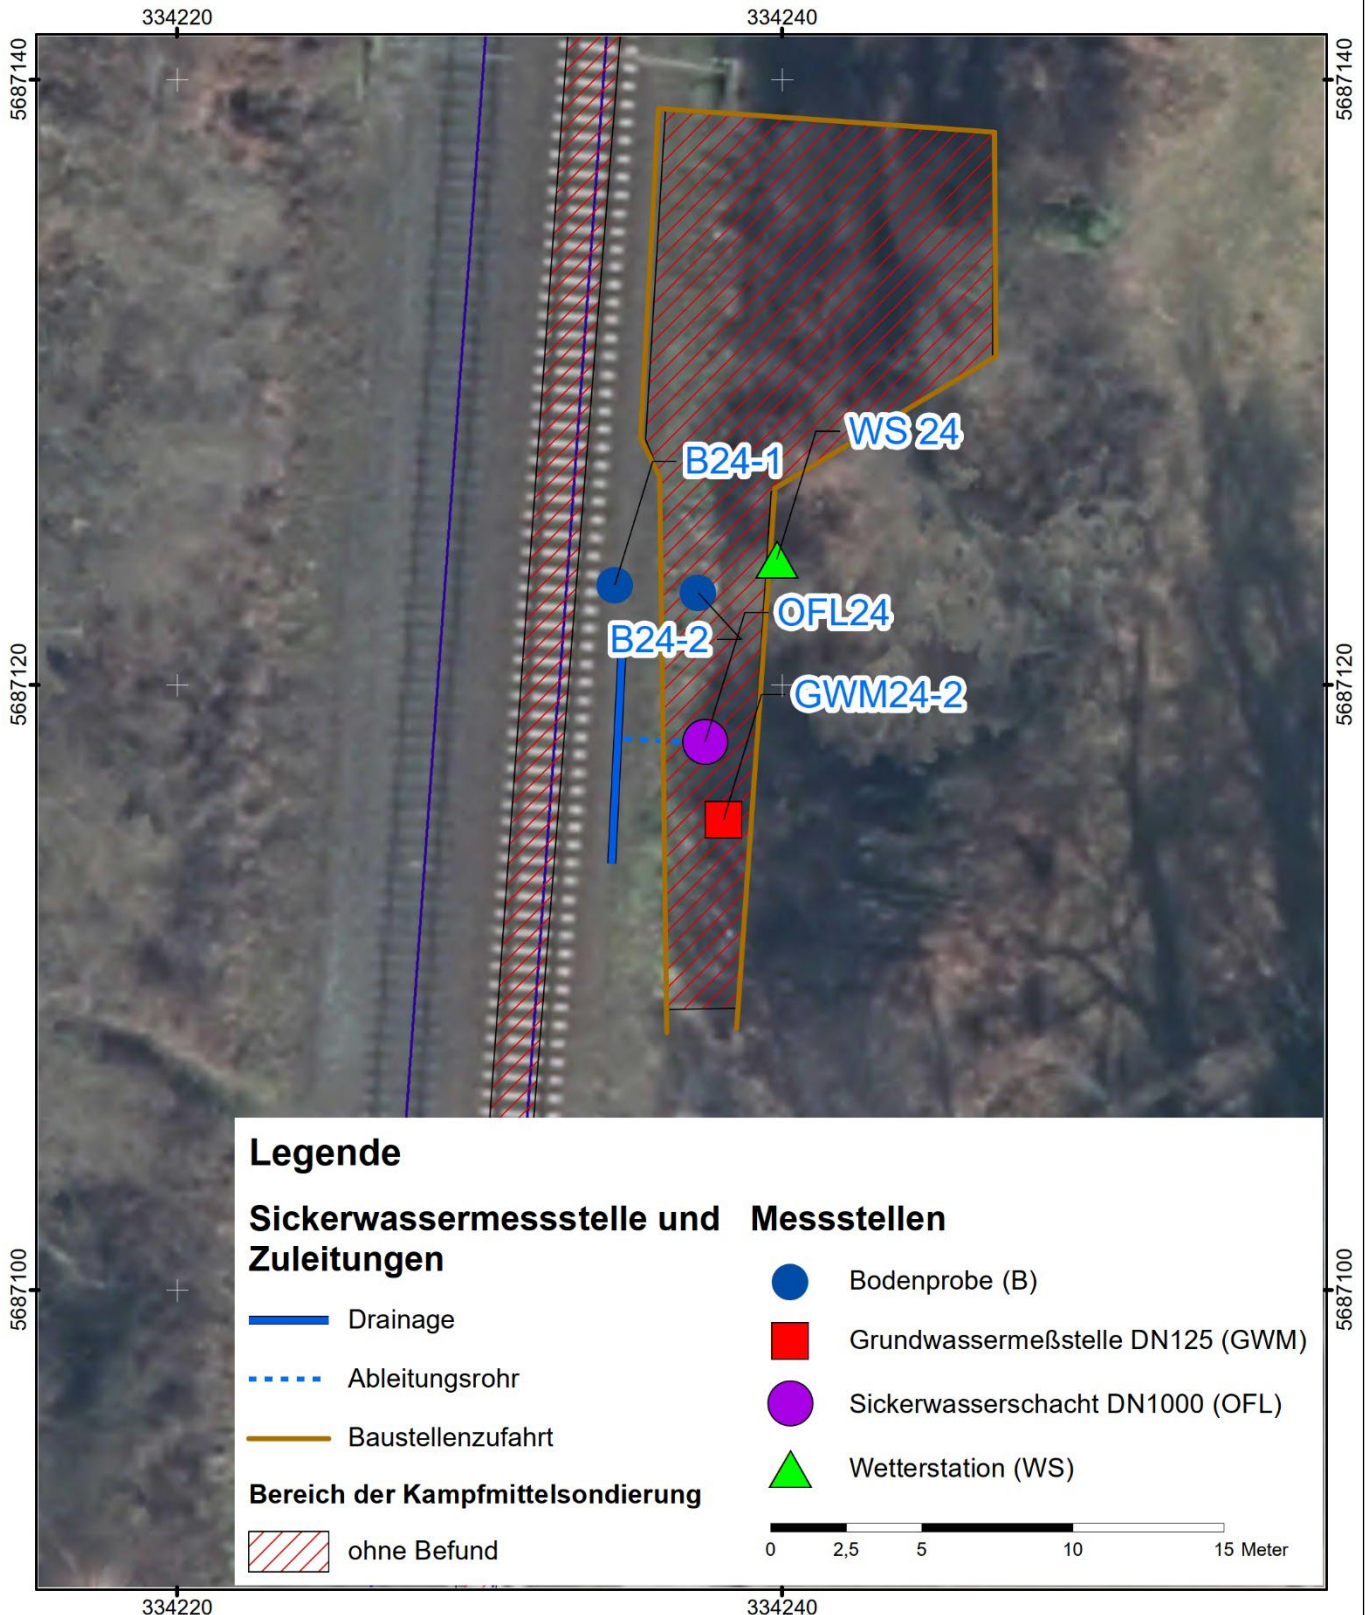 334220
334240
5687140
5687140
WS 24
B24-1
OFL24
B24-2
GWM24-2
5687120
5687120
Legende
Sickerwassermessstelle und
Zuleitungen
Drainage
Ableitungsrohr
Baustellenzufahrt
Bereich der Kampfmittelsondierung
ohne Befund
Messstellen
Bodenprobe (B)
Grundwassermeßstelle DN125 (GWM)
Sickerwasserschacht DN1000 (OFL)
Wetterstation (WS)
0 2,5 5 10 15 Meter
5687100
5687100
334220
334240